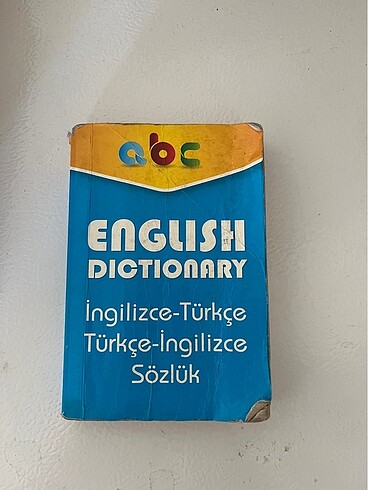 abc
ENGLISH
DICTIONARY
İngilizce-Türkçe
Türkçe-İngilizce
Sözlük